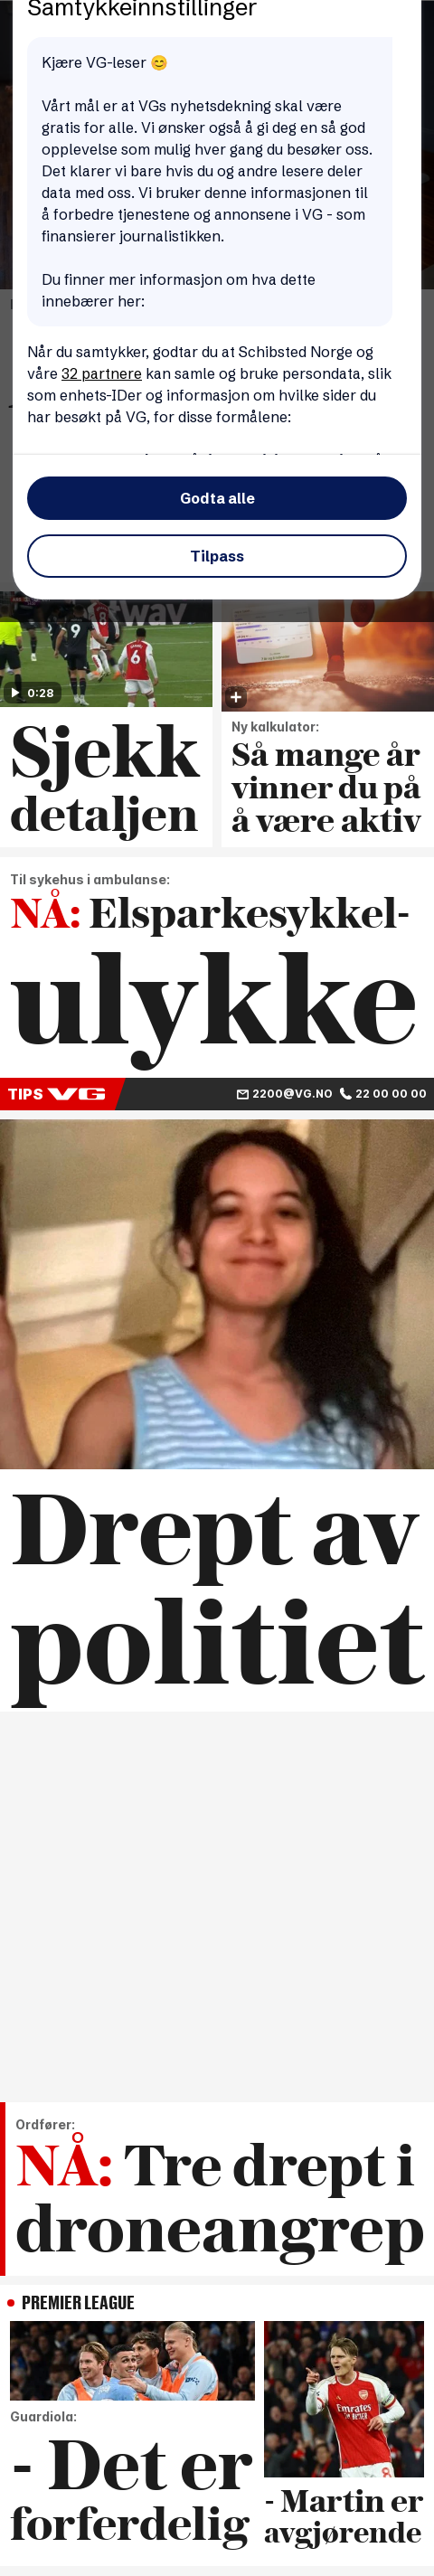 Samtykkeinnstillinger
Kjære VG-leser 😊
Vårt mål er at VGs nyhetsdekning skal være
gratis for alle. Vi ønsker også å gi deg en så god
opplevelse som mulig hver gang du besøker oss.
Det klarer vi bare hvis du og andre lesere deler
data med oss. Vi bruker denne informasjonen til
å forbedre tjenestene og annonsene i VG - som
finansierer journalistikken.
Du finner mer informasjon om hva dette
innebærer her:
Når du samtykker, godtar du at Schibsted Norge og
våre 32 partnere kan samle og bruke persondata, slik
som enhets-IDer og informasjon om hvilke sider du
har besøkt på VG, for disse formålene:
Godta alle
Tilpass
0:28
Sjekk
detaljen
Ny kalkulator:
Så mange år
vinner du på
å være aktiv
Til sykehus i ambulanse:
NÅ: Elsparkesykkel-
ulykke
TIPS VG 2200@VG.NO 22 00 00 00
Drept av
politiet
Ordfører:
NÅ: Tre drept i
droneangrep
PREMIER LEAGUE
Guardiola:
- Det er
forferdelig
Emirates
8
- Martin er
avgjørende